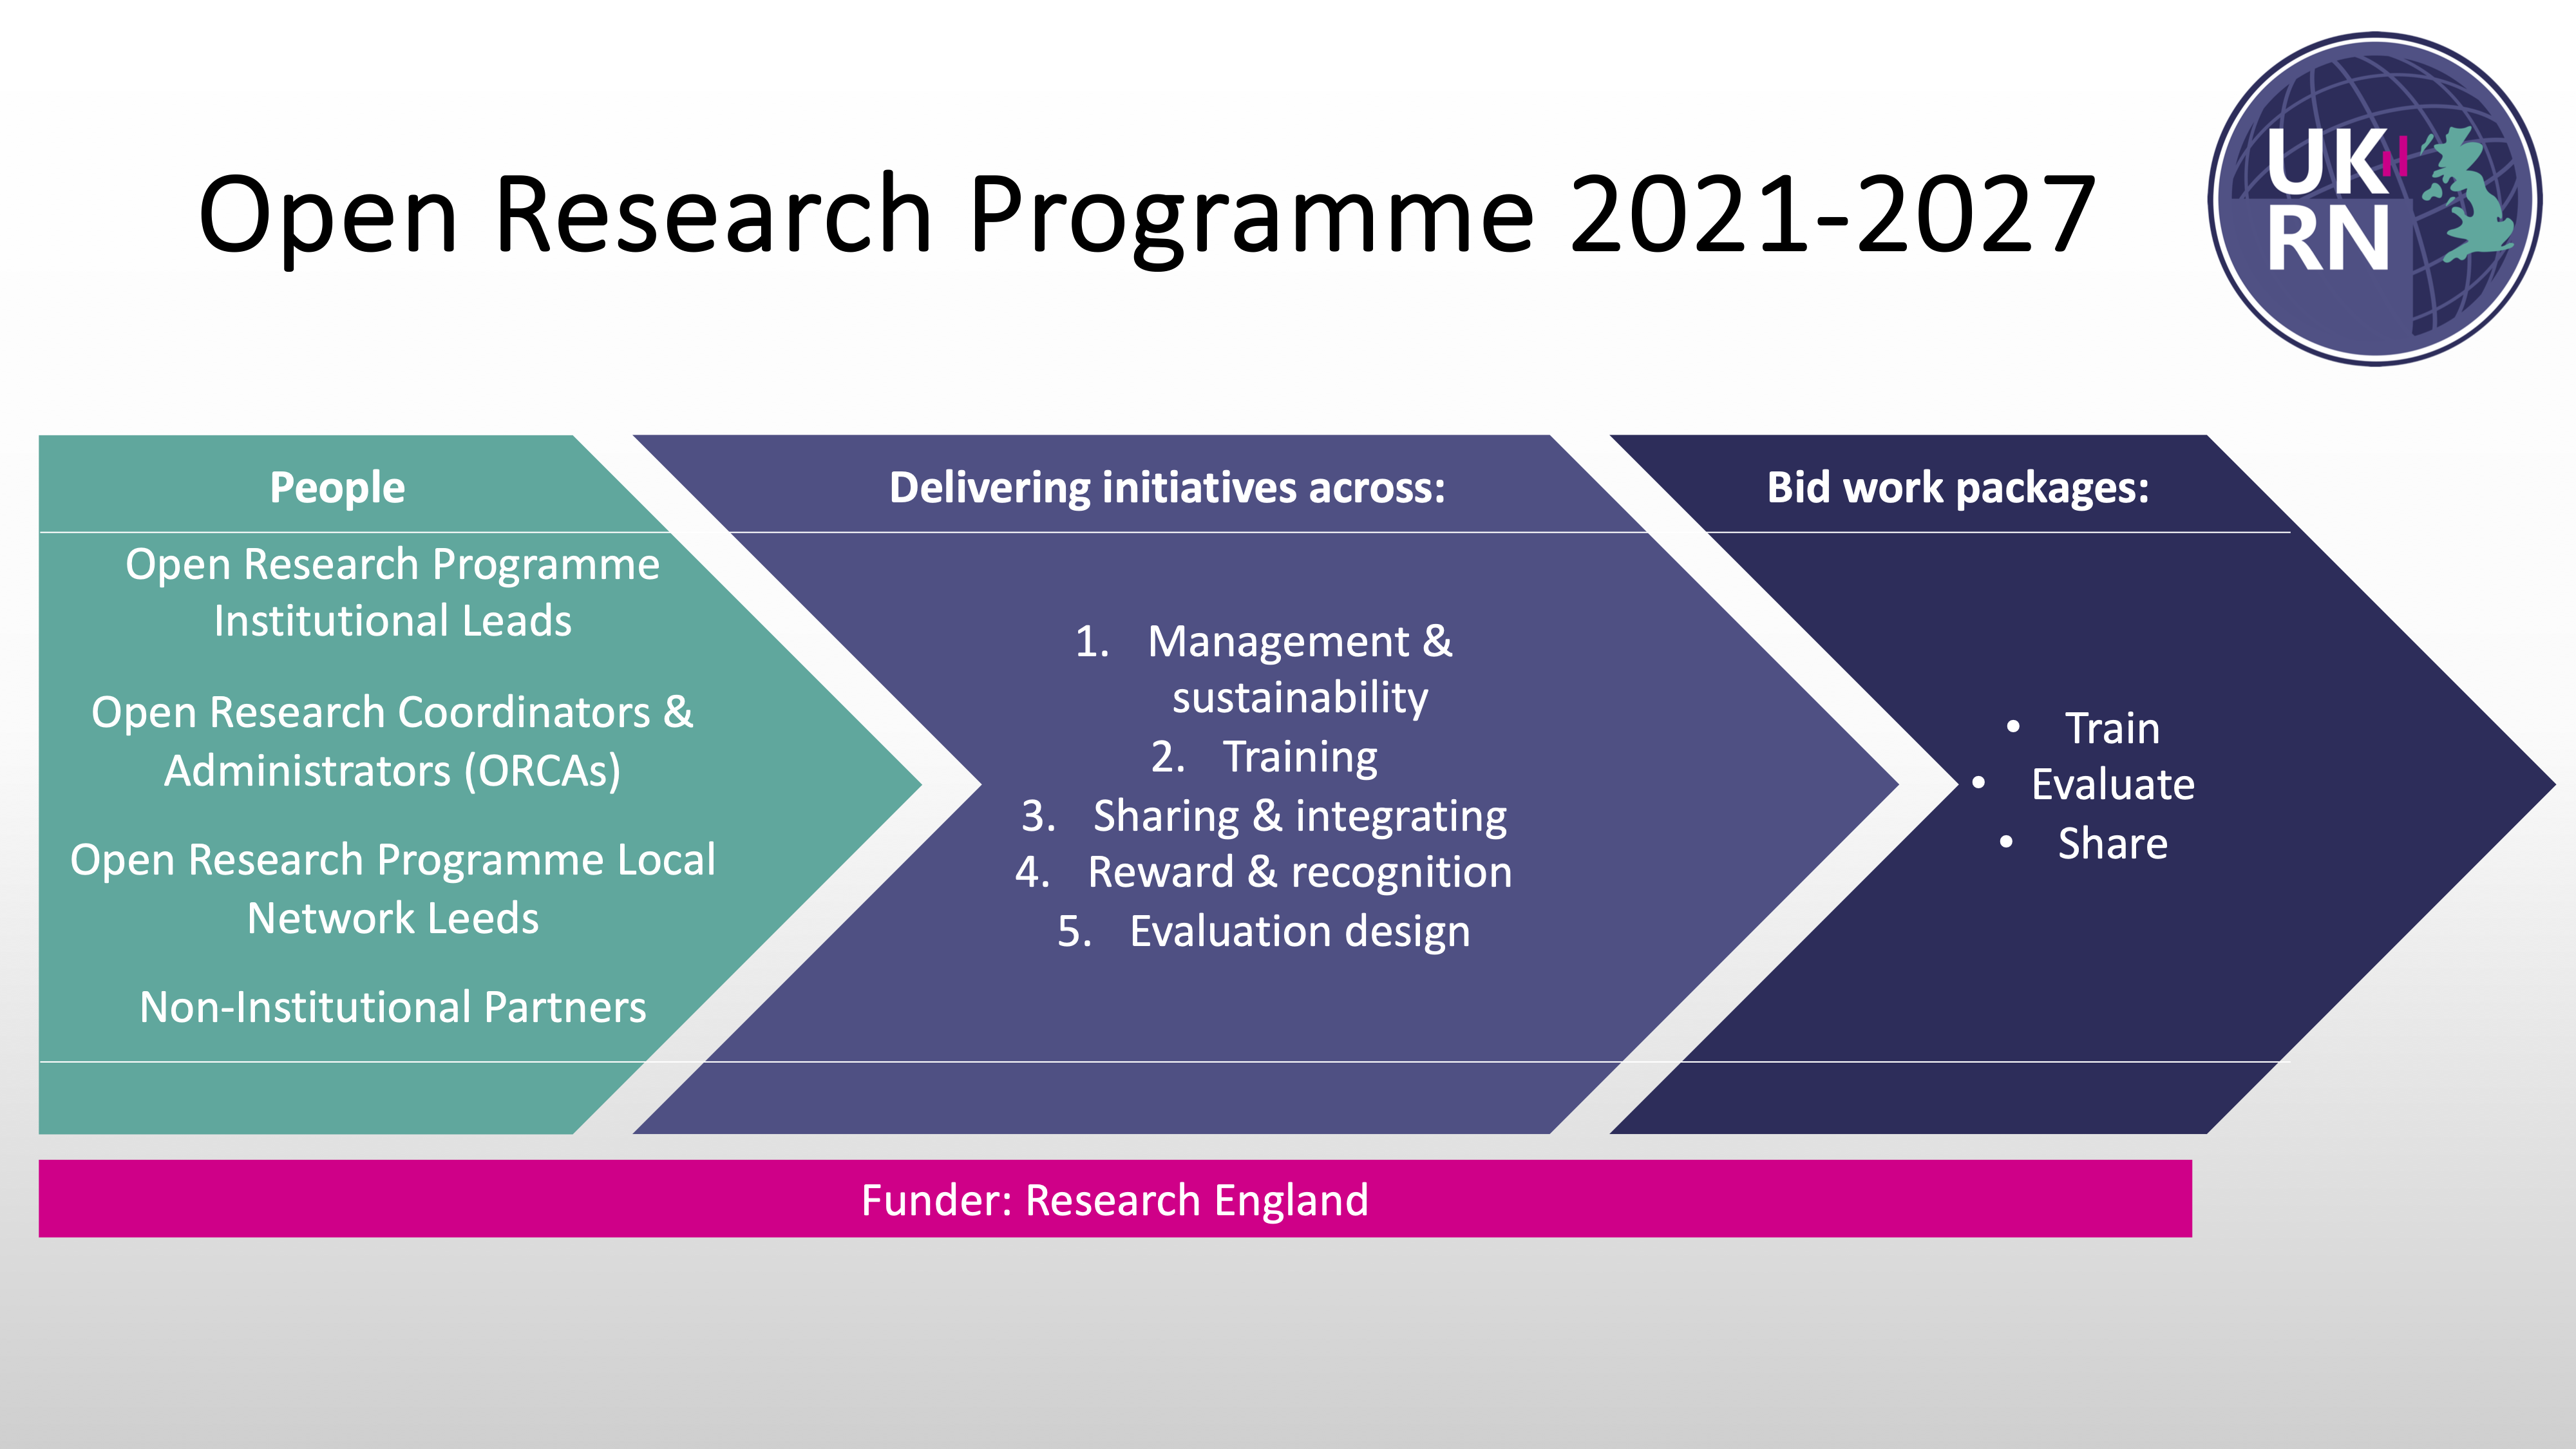 Open Research Programme 2021-2027
UK
RN
People
Open Research Programme
Institutional Leads
Open Research Coordinators &
Administrators (ORCAs)
Open Research Programme Local
Network Leeds
Non-Institutional Partners
Delivering initiatives across:
1. Management &
sustainability
2. Training
3. Sharing & integrating
4. Reward & recognition
5. Evaluation design
Bid work packages:
• Train
• Evaluate
• Share
Funder: Research England